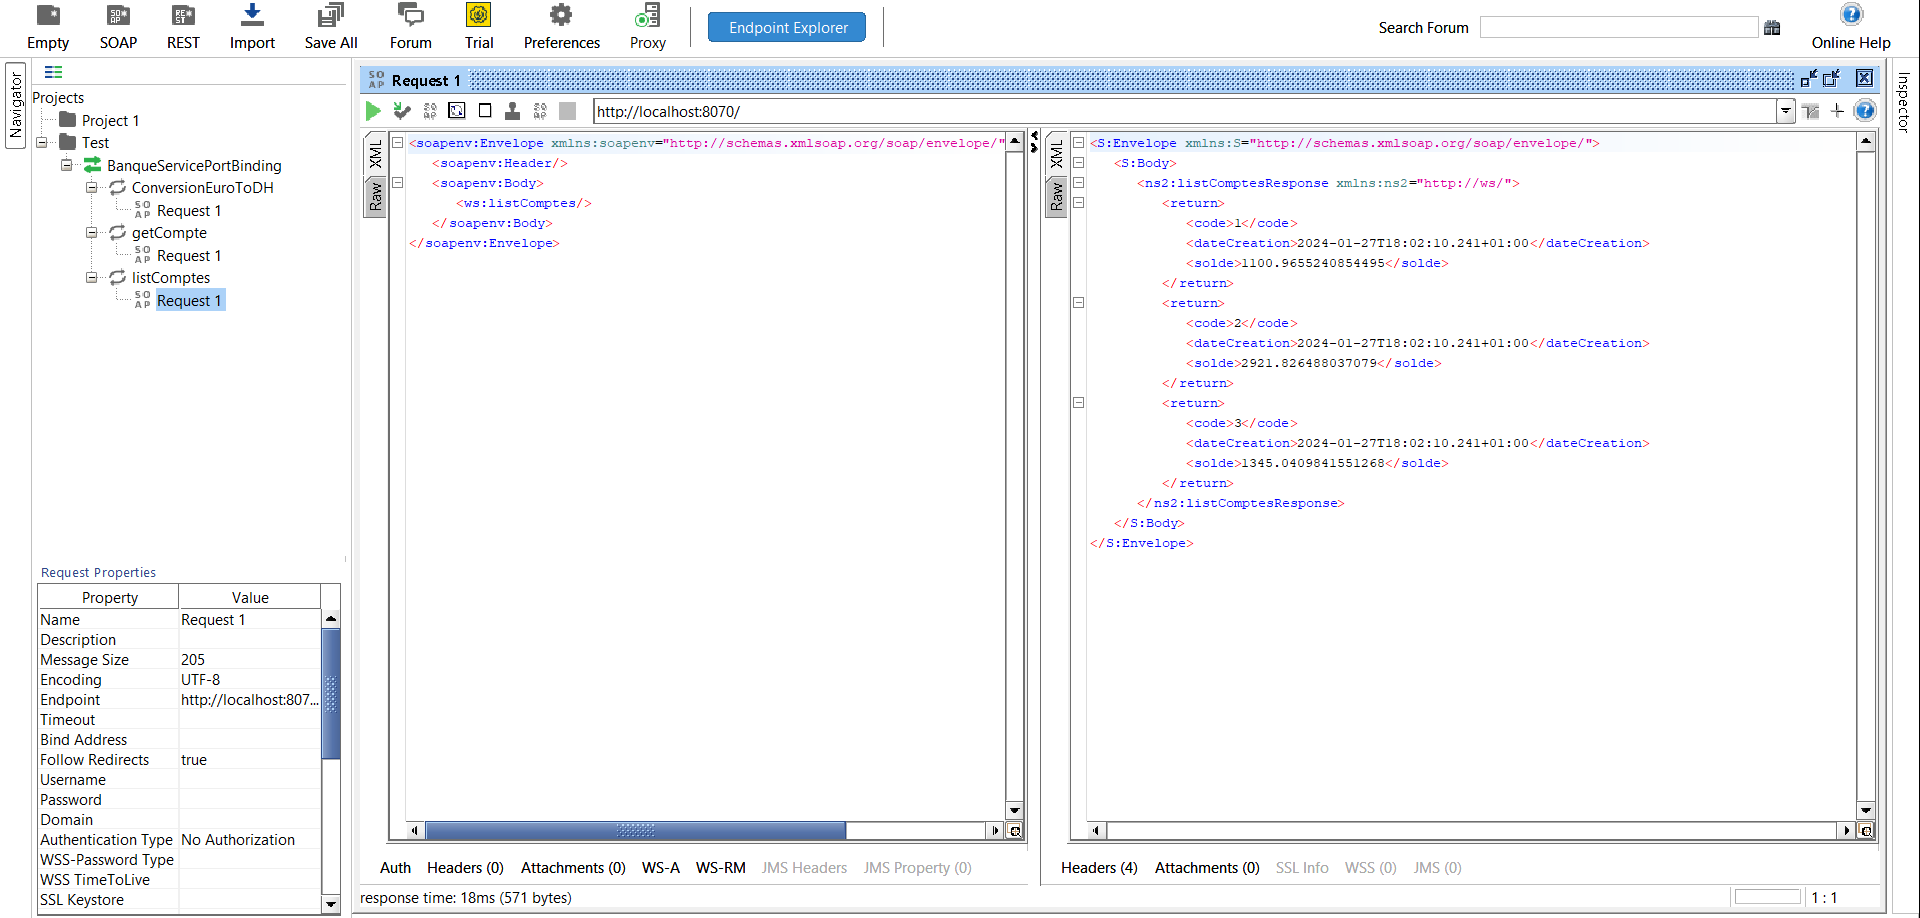 Empty SOAP REST Import Save All Forum Trial Preferences Proxy Endpoint Explorer Search Forum Online Help
Navigator
Projects
Project 1
Test
BanqueServicePortBinding
ConversionEuroToDH
Request 1
getCompte
Request 1
listComptes
Request 1
Request Properties
Property Value
Name Request 1
Description
Message Size 205
Encoding UTF-8
Endpoint http://localhost:807...
Timeout
Bind Address
Follow Redirects true
Username
Password
Domain
Authentication Type No Authorization
WSS-Password Type
WSS TimeToLive
SSL Keystore
SOAP Request 1
http://localhost:8070/
XML
Raw
<soapenv:Envelope xmlns:soapenv="http://schemas.xmlsoap.org/soap/envelope/"
<soapenv:Header/>
<soapenv:Body>
<ws:listComptes/>
</soapenv:Body>
</soapenv:Envelope>
Auth Headers (0) Attachments (0) WS-A WS-RM JMS Headers JMS Property (0)
XML
Raw
<S:Envelope xmlns:S="http://schemas.xmlsoap.org/soap/envelope/">
<S:Body>
<ns2:listComptesResponse xmlns:ns2="http://ws/">
<return>
<code>1</code>
<dateCreation>2024-01-27T18:02:10.241+01:00</dateCreation>
<solde>1100.9655240854495</solde>
</return>
<return>
<code>2</code>
<dateCreation>2024-01-27T18:02:10.241+01:00</dateCreation>
<solde>2921.826488037079</solde>
</return>
<return>
<code>3</code>
<dateCreation>2024-01-27T18:02:10.241+01:00</dateCreation>
<solde>1345.0409841551268</solde>
</return>
</ns2:listComptesResponse>
</S:Body>
</S:Envelope>
Headers (4) Attachments (0) SSL Info WSS (0) JMS (0)
response time: 18ms (571 bytes)
1 : 1
Inspector